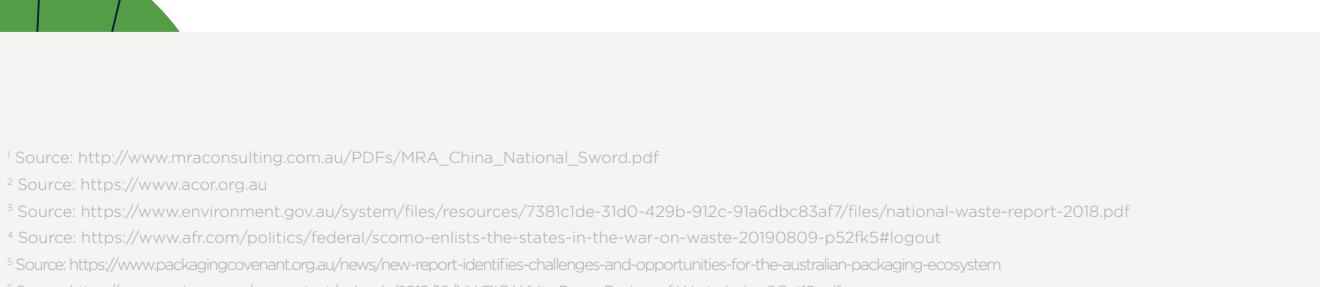 1 Source: http://www.mraconsulting.com.au/PDFs/MRA_China_National_Sword.pdf
2 Source: https://www.acor.org.au
3 Source: https://www.environment.gov.au/system/files/resources/7381c1de-31d0-429b-912c-91a6dbc83af7/files/national-waste-report-2018.pdf
4 Source: https://www.afr.com/politics/federal/scomo-enlists-the-states-in-the-war-on-waste-20190809-p52fk5#logout
5 Source: https://www.packagingcovenant.org.au/news/new-report-identifies-challenges-and-opportunities-for-the-australian-packaging-ecosystem